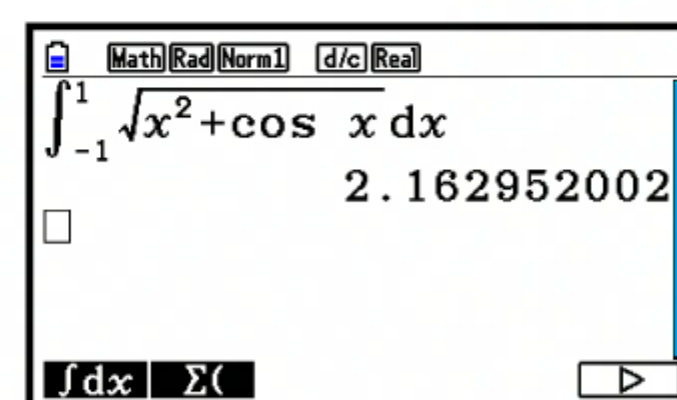 Math Rad Norm1 d/c Real
∫₋₁¹ √(x²+cos x) dx
2.162952002
∫dx Σ( ▷